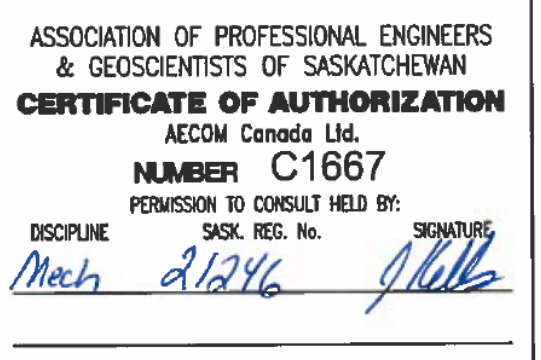 ASSOCIATION OF PROFESSIONAL ENGINEERS
& GEOSCIENTISTS OF SASKATCHEWAN
CERTIFICATE OF AUTHORIZATION
AECOM Canada Ltd.
NUMBER C1667
PERMISSION TO CONSULT HELD BY:
DISCIPLINE SASK. REG. No. SIGNATURE
Mech 21246